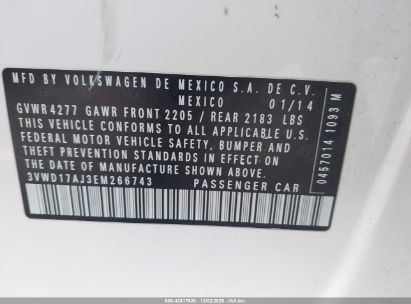 MFD BY VOLKSWAGEN DE MEXICO S.A. DE C.V.
MEXICO 01/14
GVWR 4277 GAWR FRONT 2205 / REAR 2183 LBS
THIS VEHICLE CONFORMS TO ALL APPLICABLE U.S.
FEDERAL MOTOR VEHICLE SAFETY, BUMPER AND
THEFT PREVENTION STANDARDS IN EFFECT ON
THE DATE OF MANUFACTURE SHOWN ABOVE.
3VWD17AJ3EM266743 PASSENGER CAR
0457014 1093 M